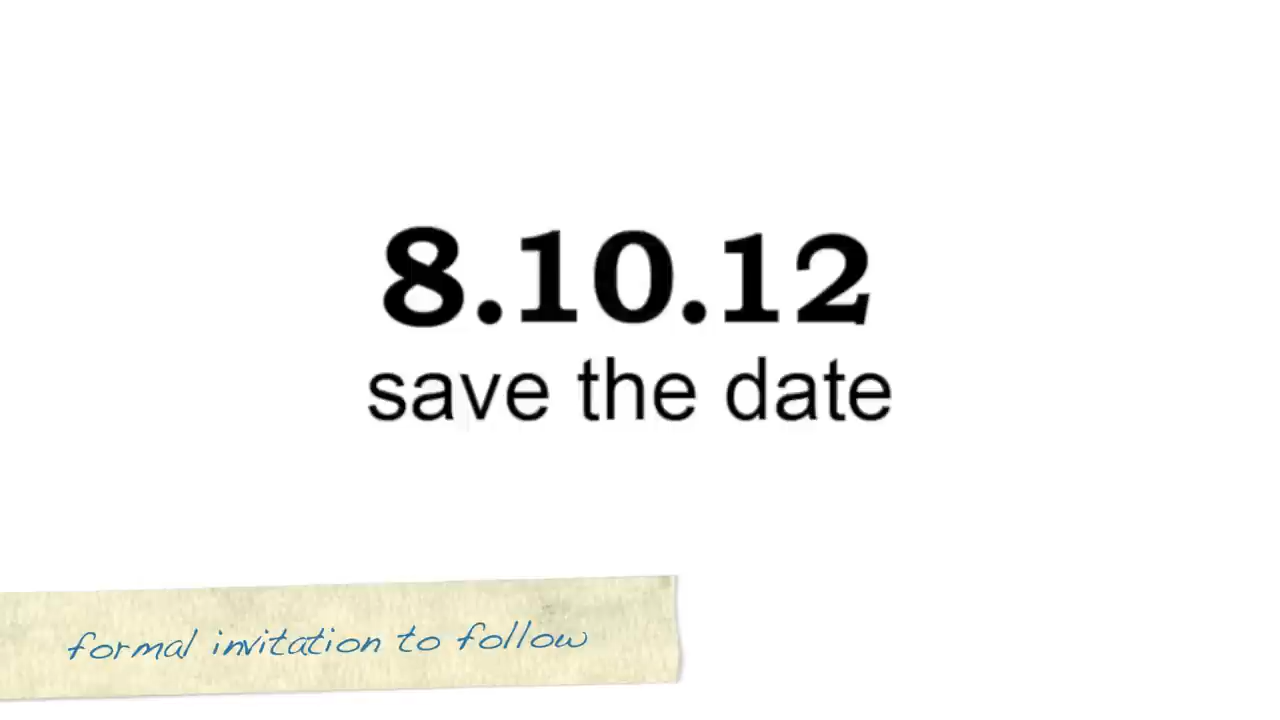 8.10.12
save the date
formal invitation to follow